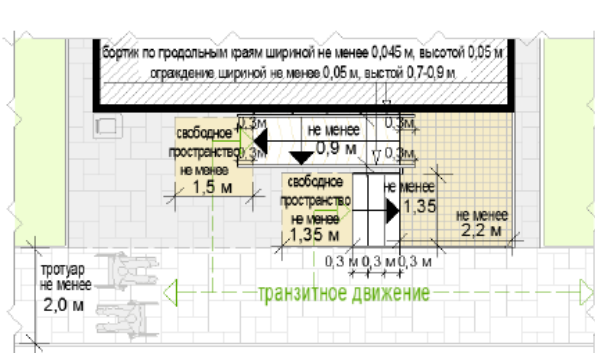 бортик по продольным краям шириной не менее 0,045 м, высотой 0,05 м
ограждение шириной не менее 0,05 м, выстой 0,7-0,9 м
0,3м
0,3м
свободное
пространство
не менее
1,5 м
0,3м
не менее
0,9 м
0,3м
свободное
пространство
не менее
1,35 м
не менее
1,35
не менее
2,2 м
0,3 м
0,3 м
0,3 м
тротуар
не менее
2,0 м
транзитное движение